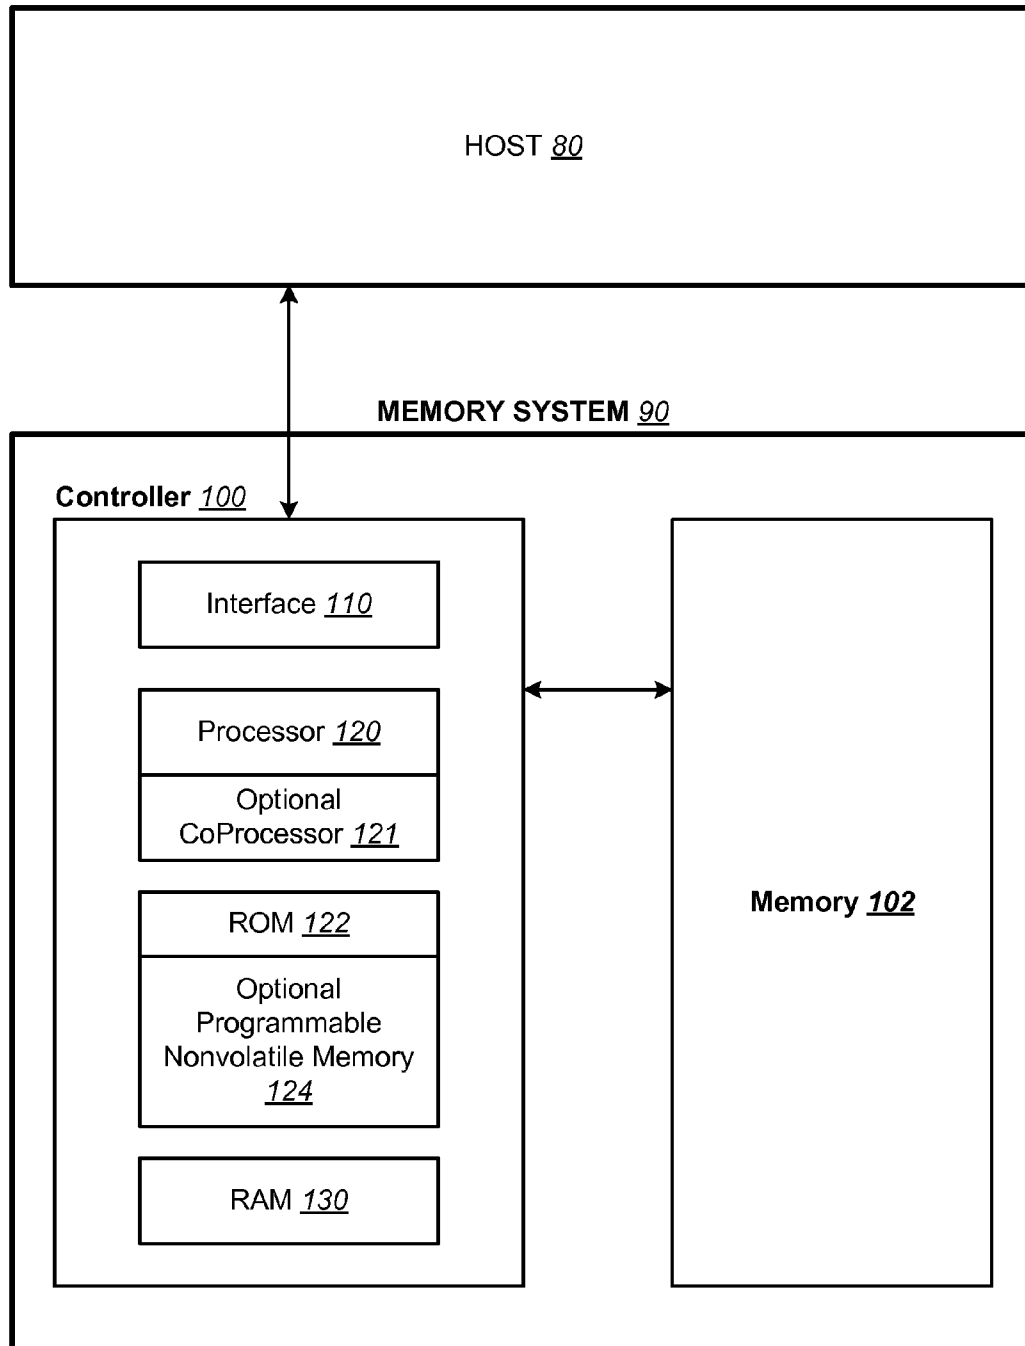 HOST 80
MEMORY SYSTEM 90
Controller 100
Interface 110
Processor 120
Optional
CoProcessor 121
ROM 122
Optional
Programmable
Nonvolatile Memory
124
RAM 130
Memory 102